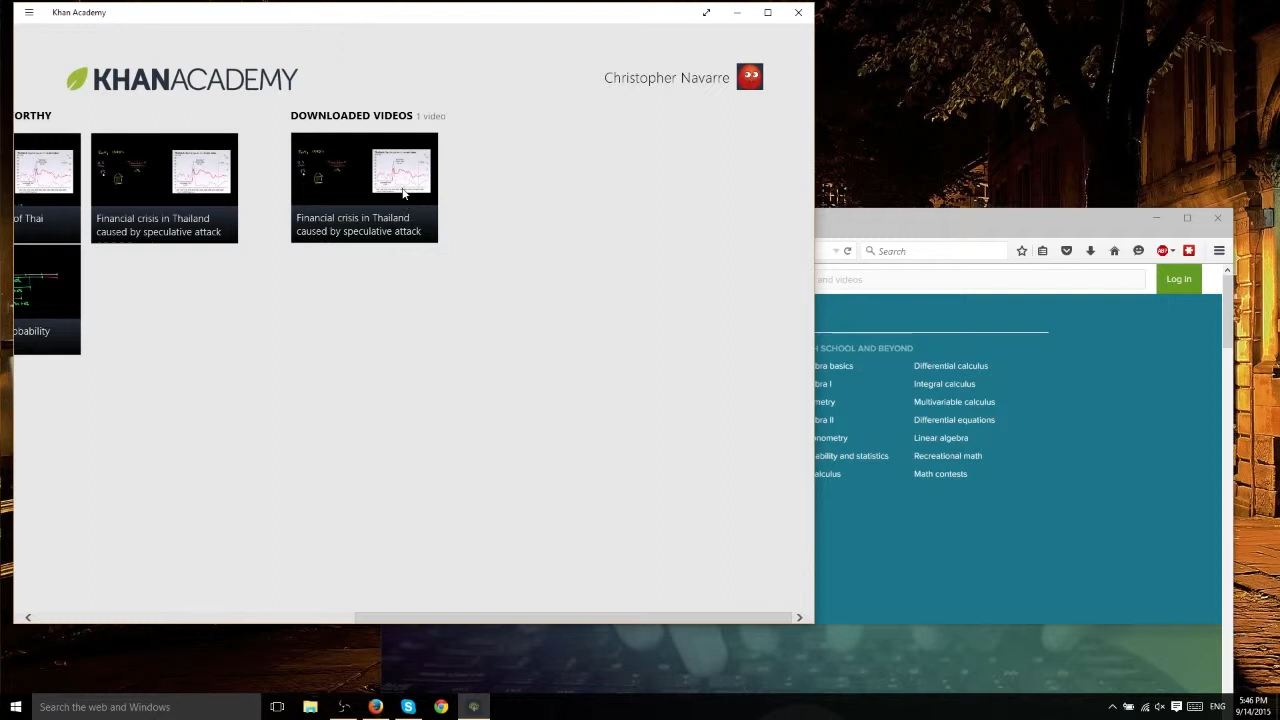 Khan Academy
KHANACADEMY
Christopher Navarre
ORTHY
DOWNLOADED VIDEOS 1 video
of Thai
Financial crisis in Thailand
caused by speculative attack
Financial crisis in Thailand
caused by speculative attack
obability
Search
and videos
Log in
H SCHOOL AND BEYOND
bra basics
Differential calculus
bra I
Integral calculus
metry
Multivariable calculus
bra II
Differential equations
onometry
Linear algebra
ability and statistics
Recreational math
alculus
Math contests
Search the web and Windows
ENG
5:46 PM
9/14/2015